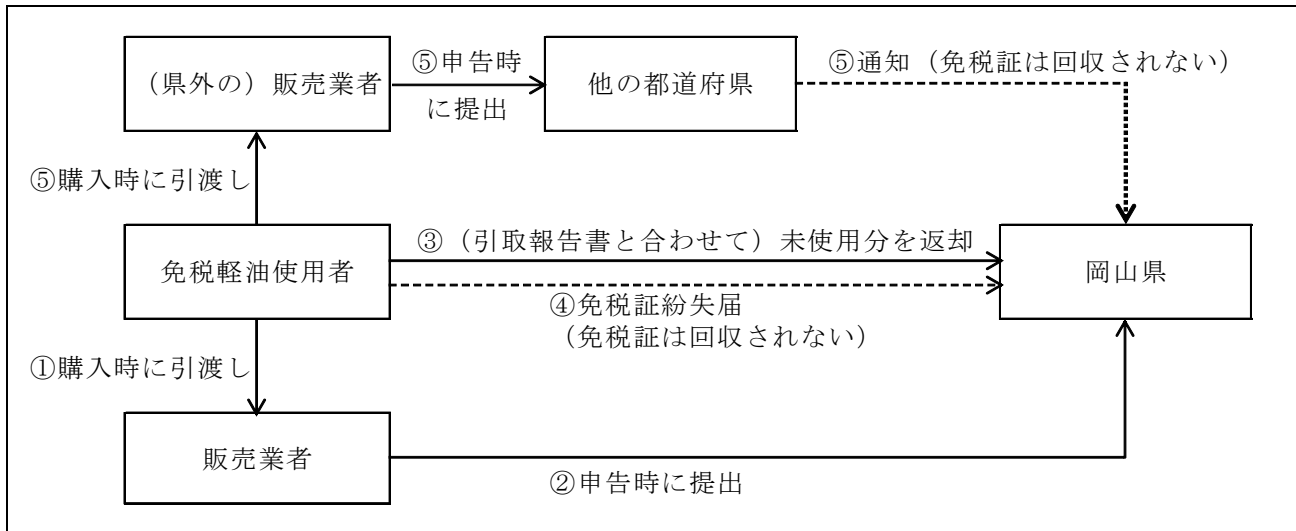 （県外の）販売業者
⑤申告時
に提出
他の都道府県
⑤通知（免税証は回収されない）
⑤購入時に引渡し
免税軽油使用者
③（引取報告書と合わせて）未使用分を返却
④免税証紛失届
（免税証は回収されない）
岡山県
①購入時に引渡し
販売業者
②申告時に提出